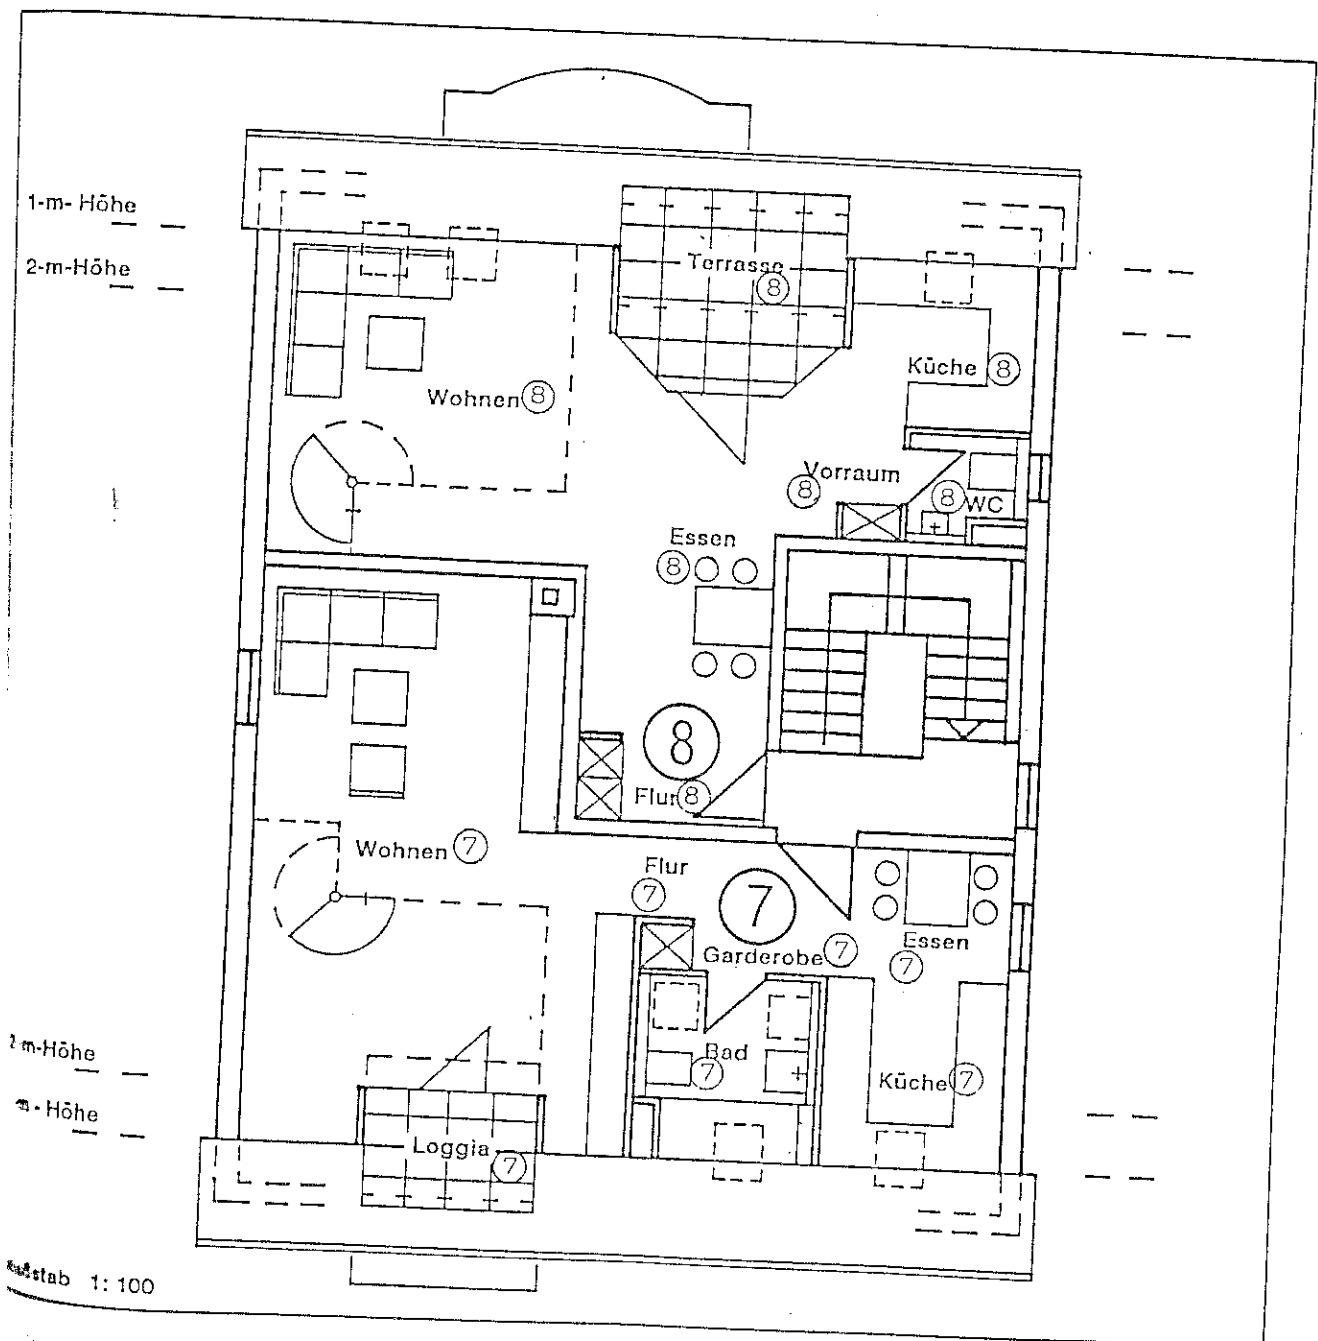 1-m- Höhe
2-m-Höhe
Terrasse
8
Küche 8
Wohnen 8
Vorraum
8
8 WC
Essen
8
8
Flur 8
Wohnen 7
Flur
7
7
Garderobe 7
Essen
7
Bad
7
Küche 7
-m-Höhe
- Höhe
Loggia
7
stab 1: 100